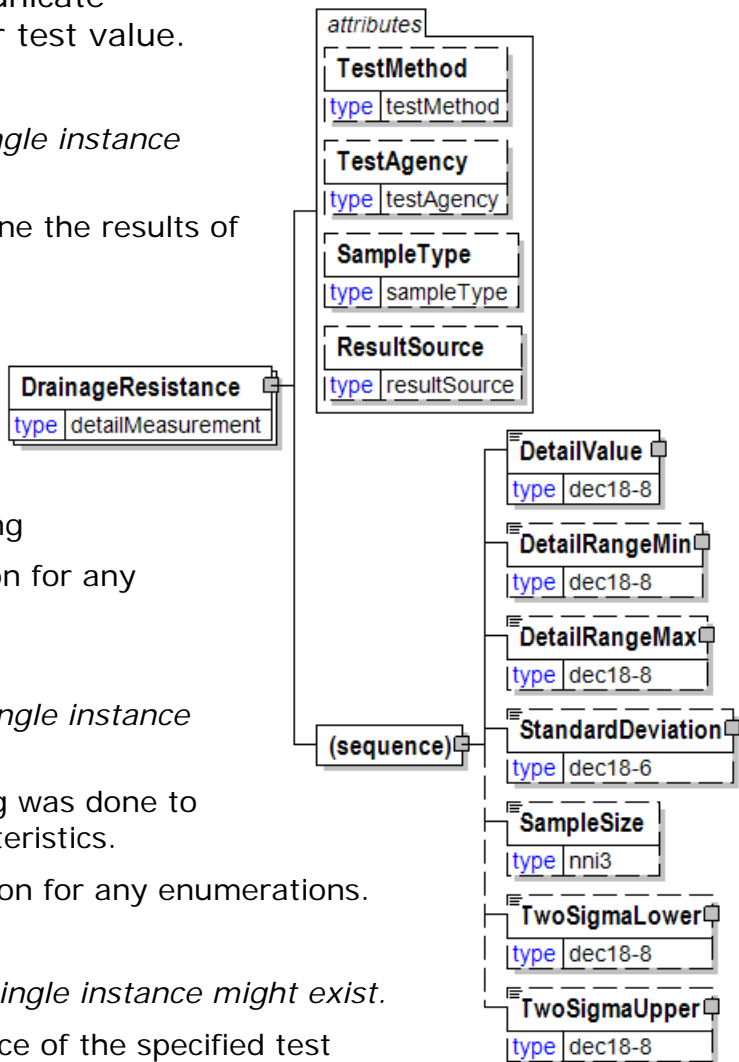 unicate
r test value.
ngle instance
ne the results of
ng
on for any
ngle instance
g was done to
teristics.
on for any enumerations.
single instance might exist.
ce of the specified test
attributes
TestMethod
type testMethod
TestAgency
type testAgency
SampleType
type sampleType
ResultSource
type resultSource
DrainageResistance
type detailMeasurement
(sequence)
DetailValue
type dec18-8
DetailRangeMin
type dec18-8
DetailRangeMax
type dec18-8
StandardDeviation
type dec18-6
SampleSize
type nni3
TwoSigmaLower
type dec18-8
TwoSigmaUpper
type dec18-8